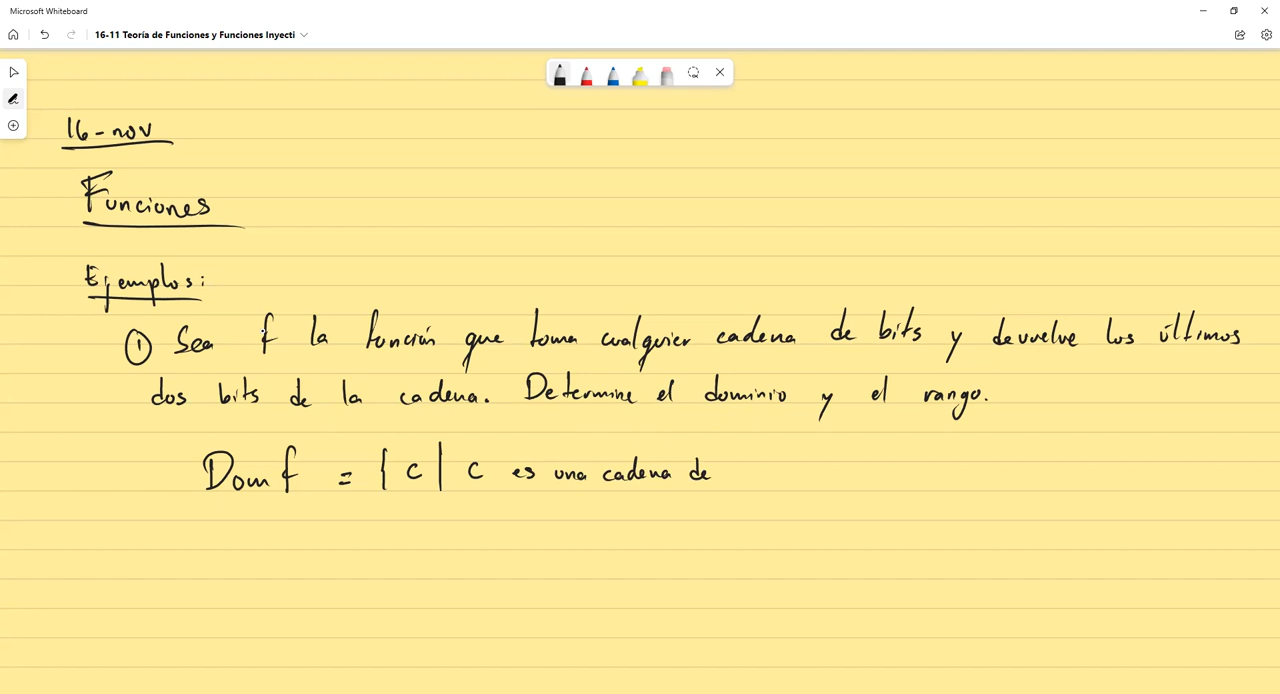 Microsoft Whiteboard
16-11 Teoría de Funciones y Funciones Inyecti
16-nov
Funciones
Ejemplos:
① Sea f la función que toma cualquier cadena de bits y devuelve los últimos
dos bits de la cadena. Determine el dominio y el rango.
Dom f = { c | c es una cadena de